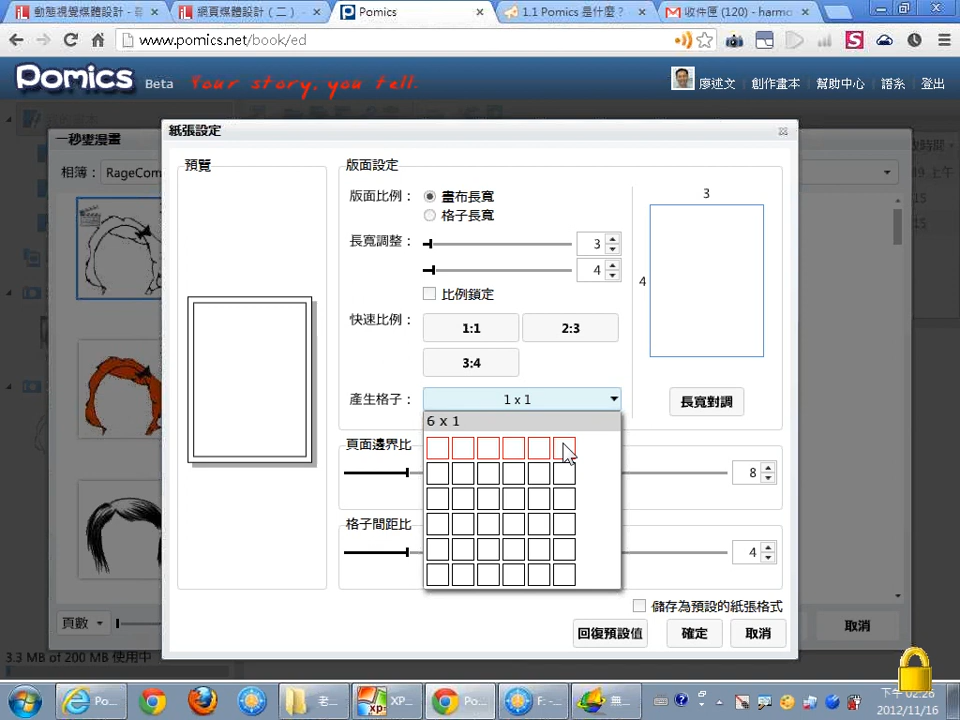 動態視覺媒體設計 -
網頁媒體設計（二）-
Pomics
1.1 Pomics 是什麼？-
收件匣 (120) - harmo
www.pomics.net/book/ed
Pomics Beta Your story, you tell.
廖述文 創作畫本 幫助中心 語系 登出
紙張設定
一秒變漫畫
相簿： RageCom
預覽
版面設定
版面比例： 畫布長寬
格子長寬
長寬調整： 3
4
比例鎖定
快速比例： 1:1 2:3
3:4
3
4
長寬對調
產生格子： 1 x 1
6 x 1
頁面邊界比
8
格子間距比
4
儲存為預設的紙張格式
回復預設值 確定 取消
頁數
取消
3.3 MB of 200 MB 使用中
Po...
Po...
老...
XP...
F: -...
無...
下午 02:26
2012/11/16